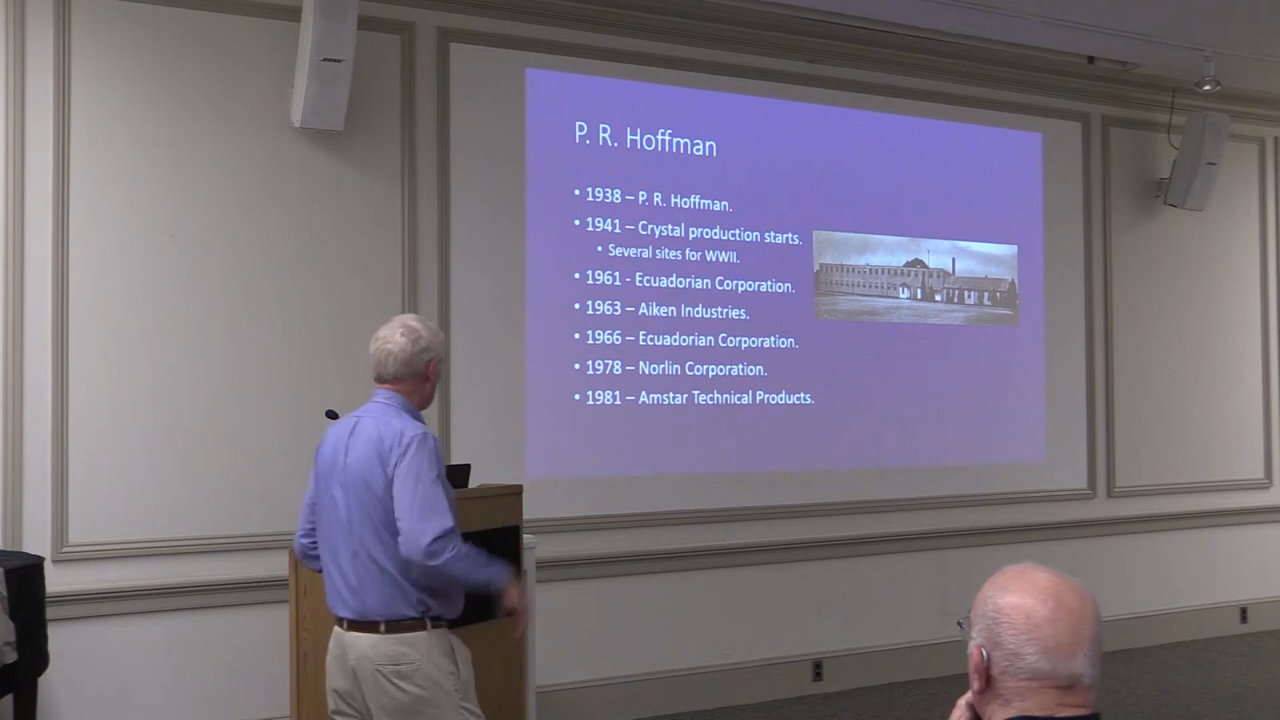 BOSE
P. R. Hoffman
• 1938 – P. R. Hoffman.
• 1941 – Crystal production starts.
• Several sites for WWII.
• 1961 - Ecuadorian Corporation.
• 1963 – Aiken Industries.
• 1966 – Ecuadorian Corporation.
• 1978 – Norlin Corporation.
• 1981 – Amstar Technical Products.